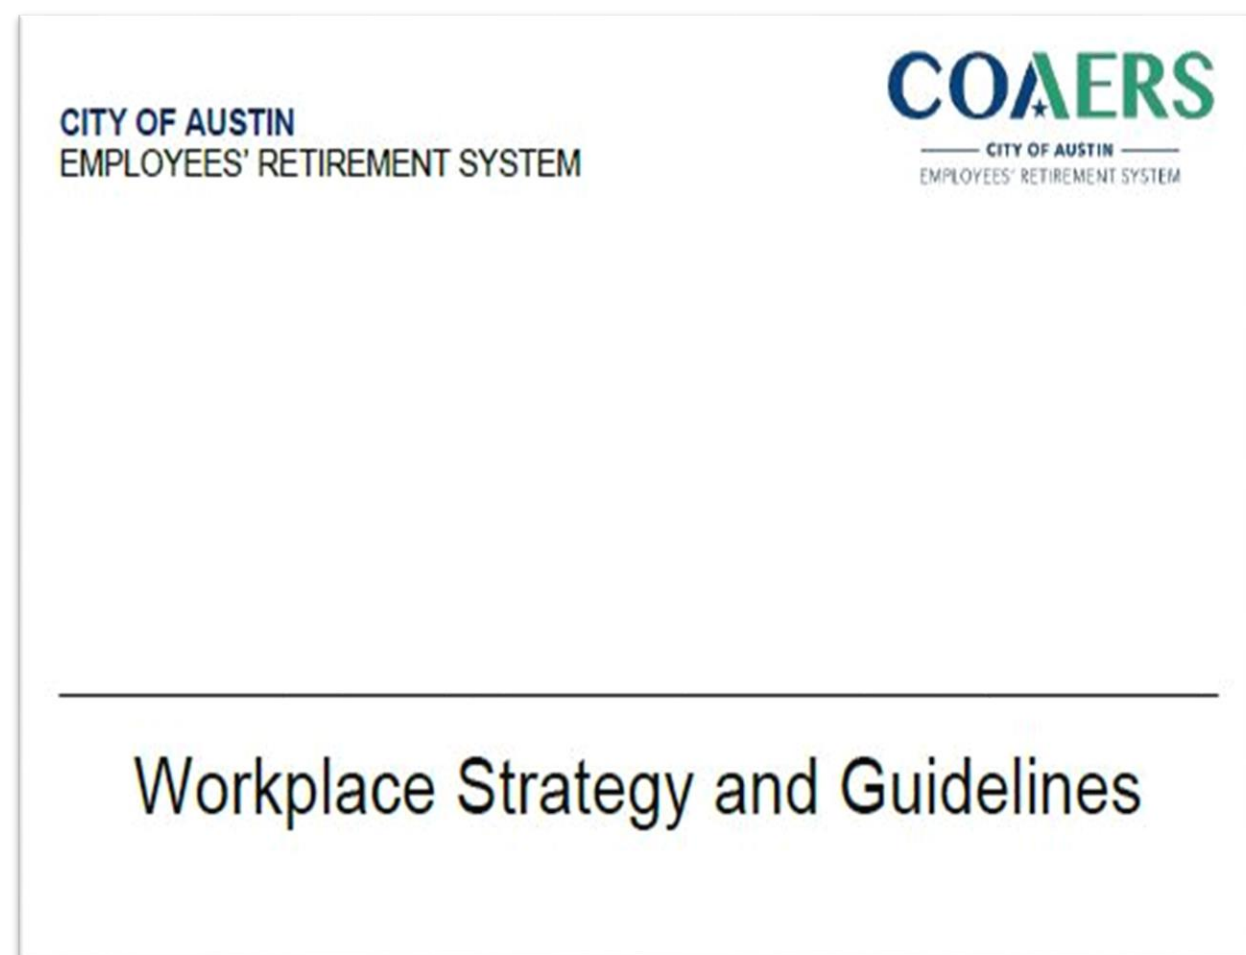 CITY OF AUSTIN
EMPLOYEES’ RETIREMENT SYSTEM
COAERS
CITY OF AUSTIN
EMPLOYEES’ RETIREMENT SYSTEM
Workplace Strategy and Guidelines